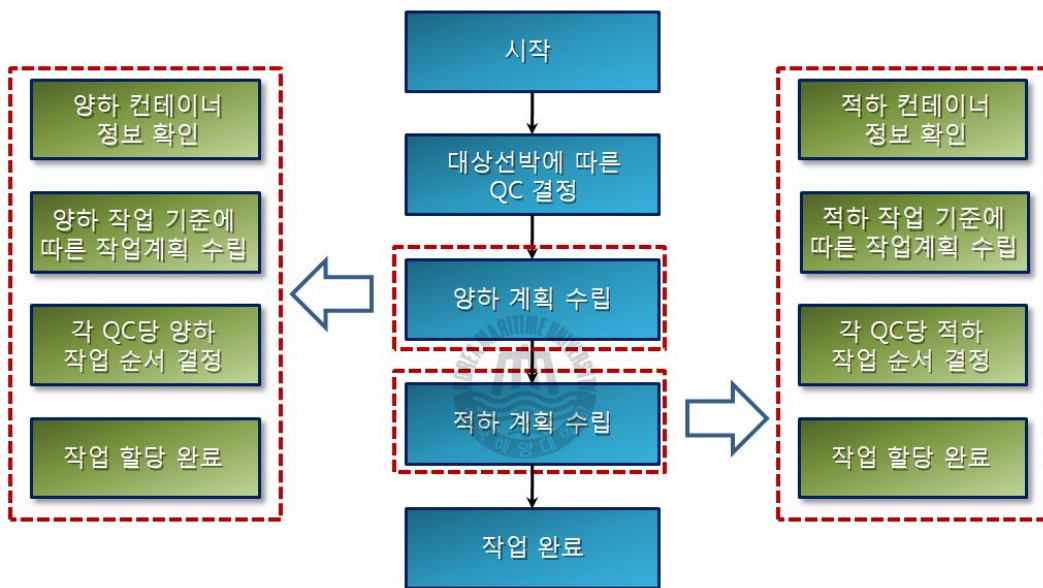 시작
대상선박에 따른
QC 결정
양하 계획 수립
적하 계획 수립
작업 완료
양하 컨테이너
정보 확인
양하 작업 기준에
따른 작업계획 수립
각 QC당 양하
작업 순서 결정
작업 할당 완료
적하 컨테이너
정보 확인
적하 작업 기준에
따른 작업계획 수립
각 QC당 적하
작업 순서 결정
작업 할당 완료
KOREA MARITIME UNIVERSITY